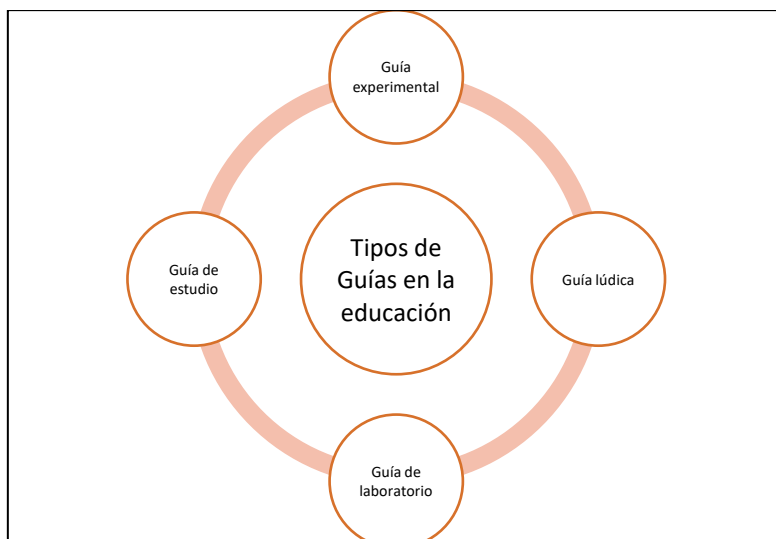 Guía
experimental
Tipos de
Guías en la
educación
Guía de
estudio
Guía lúdica
Guía de
laboratorio